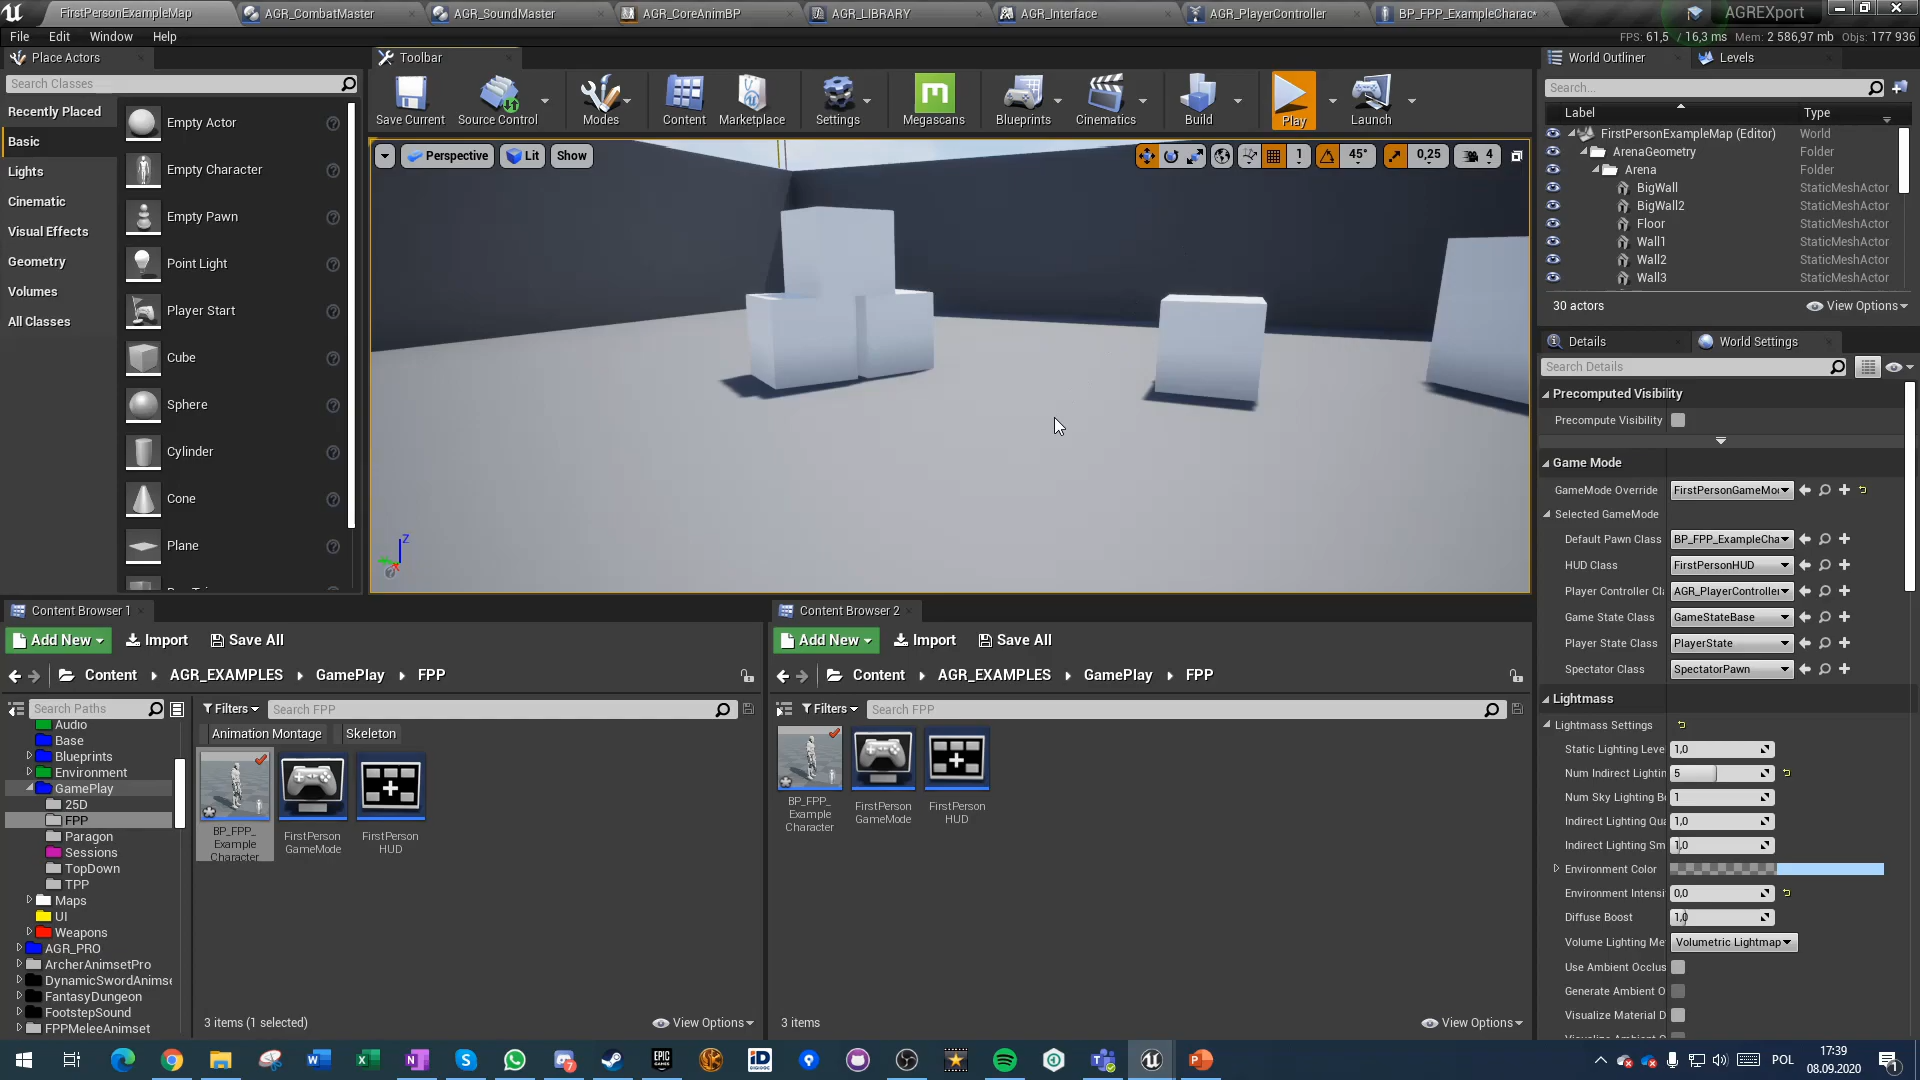 FirstPersonExampleMap
AGR_CombatMaster
AGR_SoundMaster
AGR_CoreAnimBP
AGR_LIBRARY
AGR_Interface
AGR_PlayerController
BP_FPP_ExampleCharac*
AGREXport
File Edit Window Help
FPS: 61,5 / 16,3 ms Mem: 2 586,97 mb Objs: 177 936
Place Actors
Search Classes
Recently Placed
Basic
Lights
Cinematic
Visual Effects
Geometry
Volumes
All Classes
Empty Actor
Empty Character
Empty Pawn
Point Light
Player Start
Cube
Sphere
Cylinder
Cone
Plane
Toolbar
Save Current
Source Control
Modes
Content
Marketplace
Settings
Megascans
Blueprints
Cinematics
Build
Play
Launch
Perspective Lit Show
1 45° 0,25 4
Z
World Outliner Levels
Search...
Label Type
FirstPersonExampleMap (Editor) World
ArenaGeometry Folder
Arena Folder
BigWall StaticMeshActor
BigWall2 StaticMeshActor
Floor StaticMeshActor
Wall1 StaticMeshActor
Wall2 StaticMeshActor
Wall3 StaticMeshActor
30 actors View Options
Details World Settings
Search Details
Precomputed Visibility
Precompute Visibility
Game Mode
GameMode Override FirstPersonGameMo
Selected GameMode
Default Pawn Class BP_FPP_ExampleCha
HUD Class FirstPersonHUD
Player Controller Cl AGR_PlayerController
Game State Class GameStateBase
Player State Class PlayerState
Spectator Class SpectatorPawn
Lightmass
Lightmass Settings
Static Lighting Leve 1,0
Num Indirect Lightin 5
Num Sky Lighting B 1
Indirect Lighting Qua 1,0
Indirect Lighting Sm 1,0
Environment Color
Environment Intensi 0,0
Diffuse Boost 1,0
Volume Lighting Me Volumetric Lightmap
Use Ambient Occlus
Generate Ambient O
Visualize Material D
Content Browser 1
Add New Import Save All
Content AGR_EXAMPLES GamePlay FPP
Search Paths
Filters Search FPP
Animation Montage Skeleton
Audio
Base
Blueprints
Environment
GamePlay
25D
FPP
Paragon
Sessions
TopDown
TPP
Maps
UI
Weapons
AGR_PRO
ArcherAnimsetPro
DynamicSwordAnimse
FantasyDungeon
FootstepSound
FPPMeleeAnimset
BP_FPP_
Example
Character
FirstPerson
GameMode
FirstPerson
HUD
3 items (1 selected) View Options
Content Browser 2
Add New Import Save All
Content AGR_EXAMPLES GamePlay FPP
Filters Search FPP
BP_FPP_
Example
Character
FirstPerson
GameMode
FirstPerson
HUD
3 items View Options
POL
17:39
08.09.2020